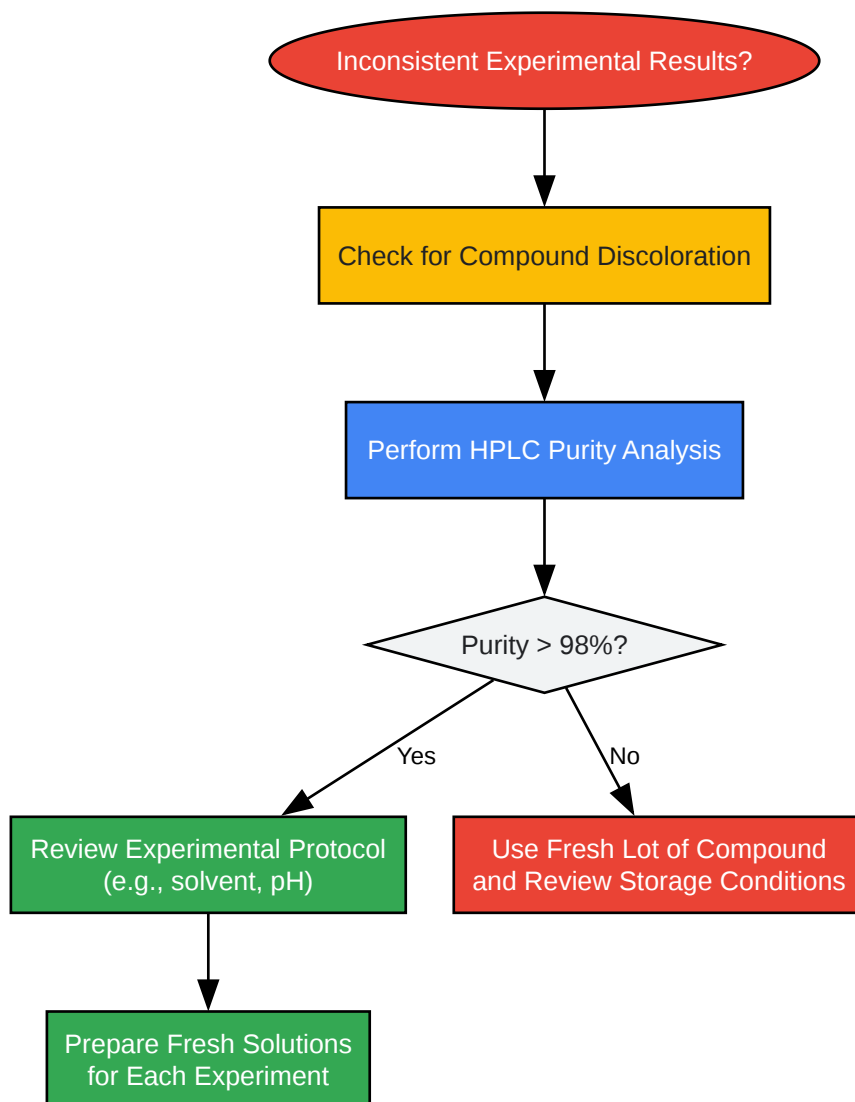 Inconsistent Experimental Results?
Check for Compound Discoloration
Perform HPLC Purity Analysis
Purity > 98%?
Yes
No
Review Experimental Protocol
(e.g., solvent, pH)
Use Fresh Lot of Compound
and Review Storage Conditions
Prepare Fresh Solutions
for Each Experiment